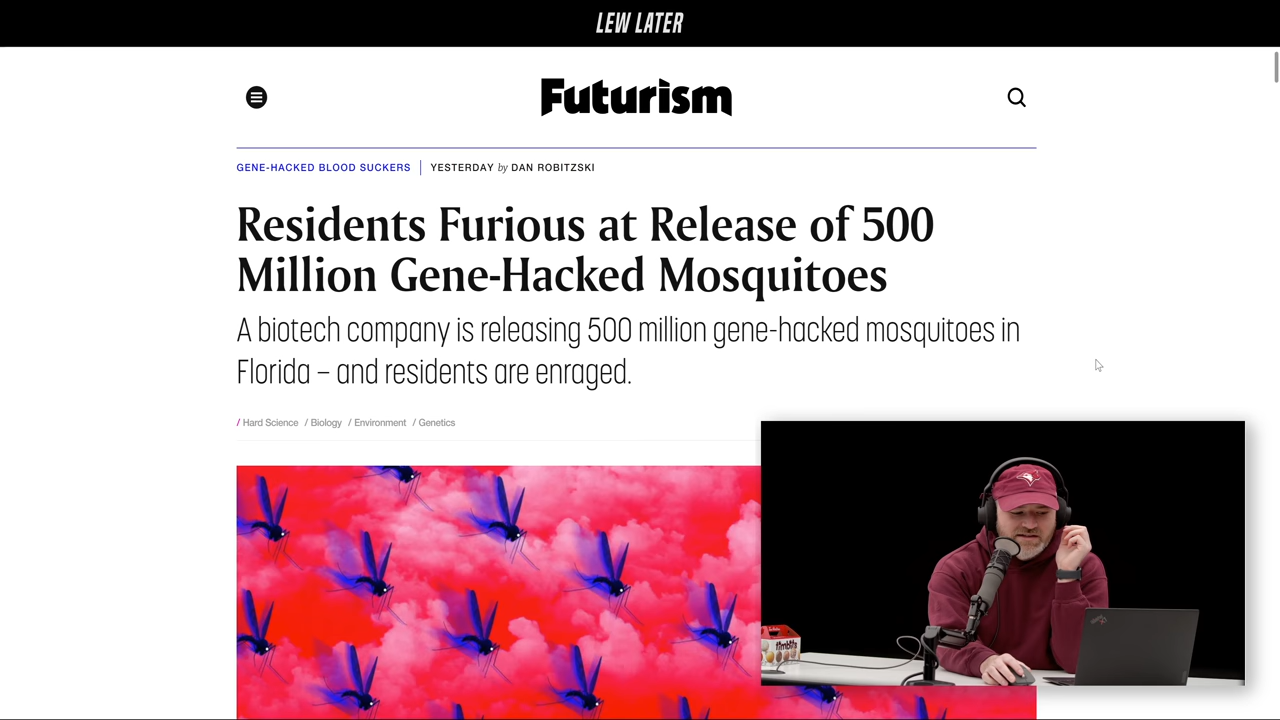 LEW LATER
Futurism
GENE-HACKED BLOOD SUCKERS | YESTERDAY by DAN ROBITZSKI
Residents Furious at Release of 500
Million Gene-Hacked Mosquitoes
A biotech company is releasing 500 million gene-hacked mosquitoes in
Florida – and residents are enraged.
/ Hard Science / Biology / Environment / Genetics